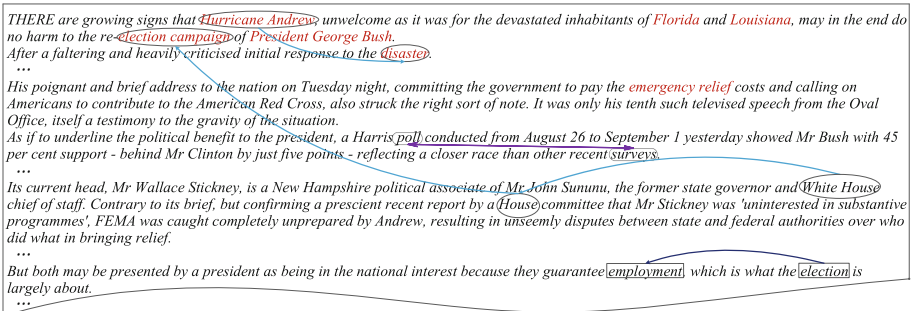 THERE are growing signs that Hurricane Andrew, unwelcome as it was for the devastated inhabitants of Florida and Louisiana, may in the end do
no harm to the re-election campaign of President George Bush.
After a faltering and heavily criticised initial response to the disaster.
...
His poignant and brief address to the nation on Tuesday night, committing the government to pay the emergency relief costs and calling on
Americans to contribute to the American Red Cross, also struck the right sort of note. It was only his tenth such televised speech from the Oval
Office, itself a testimony to the gravity of the situation.
As if to underline the political benefit to the president, a Harris poll conducted from August 26 to September 1 yesterday showed Mr Bush with 45
per cent support - behind Mr Clinton by just five points - reflecting a closer race than other recent surveys.
...
Its current head, Mr Wallace Stickney, is a New Hampshire political associate of Mr John Sununu, the former state governor and White House
chief of staff. Contrary to its brief, but confirming a prescient recent report by a House committee that Mr Stickney was 'uninterested in substantive
programmes', FEMA was caught completely unprepared by Andrew, resulting in unseemly disputes between state and federal authorities over who
did what in bringing relief.
...
But both may be presented by a president as being in the national interest because they guarantee employment, which is what the election is
largely about.
...